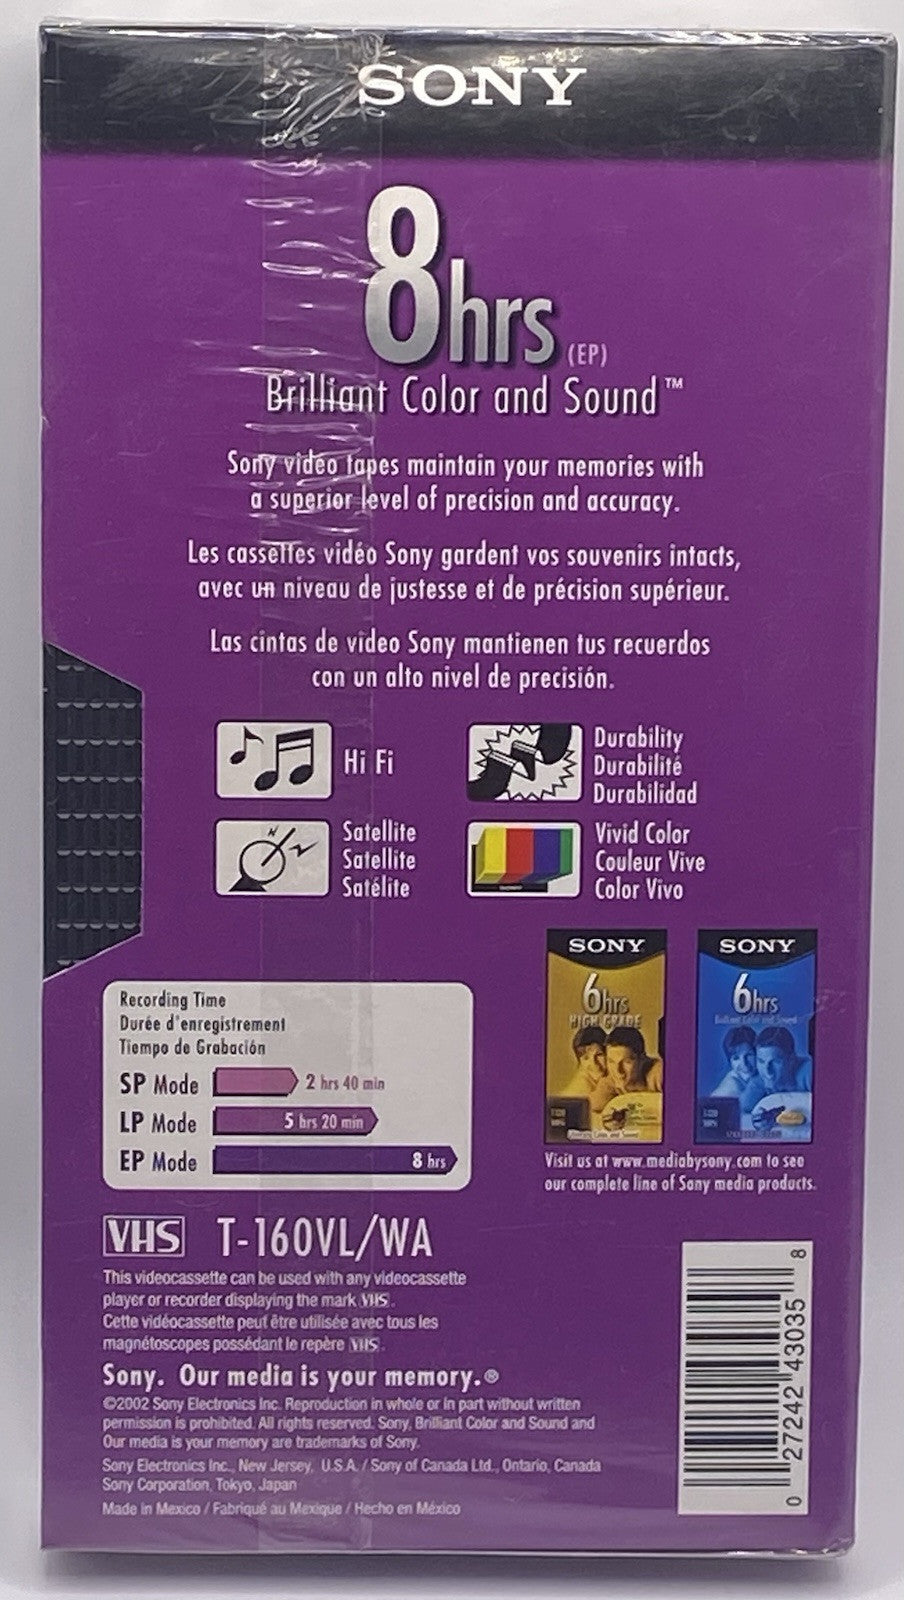 SONY
8hrs (EP)
Brilliant Color and Sound™
Sony video tapes maintain your memories with
a superior level of precision and accuracy.
Les cassettes vidéo Sony gardent vos souvenirs intacts,
avec un niveau de justesse et de précision supérieur.
Las cintas de video Sony mantienen tus recuerdos
con un alto nivel de precisión.
Hi Fi
Durability
Durabilité
Durabilidad
Satellite
Satellite
Satélite
Vivid Color
Couleur Vive
Color Vivo
SONY
6hrs
HIGH GRADE
SONY
6hrs
Brilliant Color and Sound
Visit us at www.mediabysony.com to see
our complete line of Sony media products.
Recording Time
Durée d'enregistrement
Tiempo de Grabación
SP Mode 2 hrs 40 min
LP Mode 5 hrs 20 min
EP Mode 8 hrs
VHS T-160VL/WA
This videocassette can be used with any videocassette
player or recorder displaying the mark VHS.
Cette vidéocassette peut être utilisée avec tous les
magnétoscopes possédant le repère VHS.
Sony. Our media is your memory.®
©2002 Sony Electronics Inc. Reproduction in whole or in part without written
permission is prohibited. All rights reserved. Sony, Brilliant Color and Sound and
Our media is your memory are trademarks of Sony.
Sony Electronics Inc., New Jersey, U.S.A. / Sony of Canada Ltd., Ontario, Canada
Sony Corporation, Tokyo, Japan
Made in Mexico / Fabriqué au Mexique / Hecho en México
0 27242 43035 8